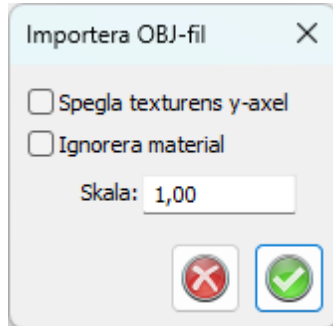 Importera OBJ-fil
Spegla texturens y-axel
Ignorera material
Skala: 1,00